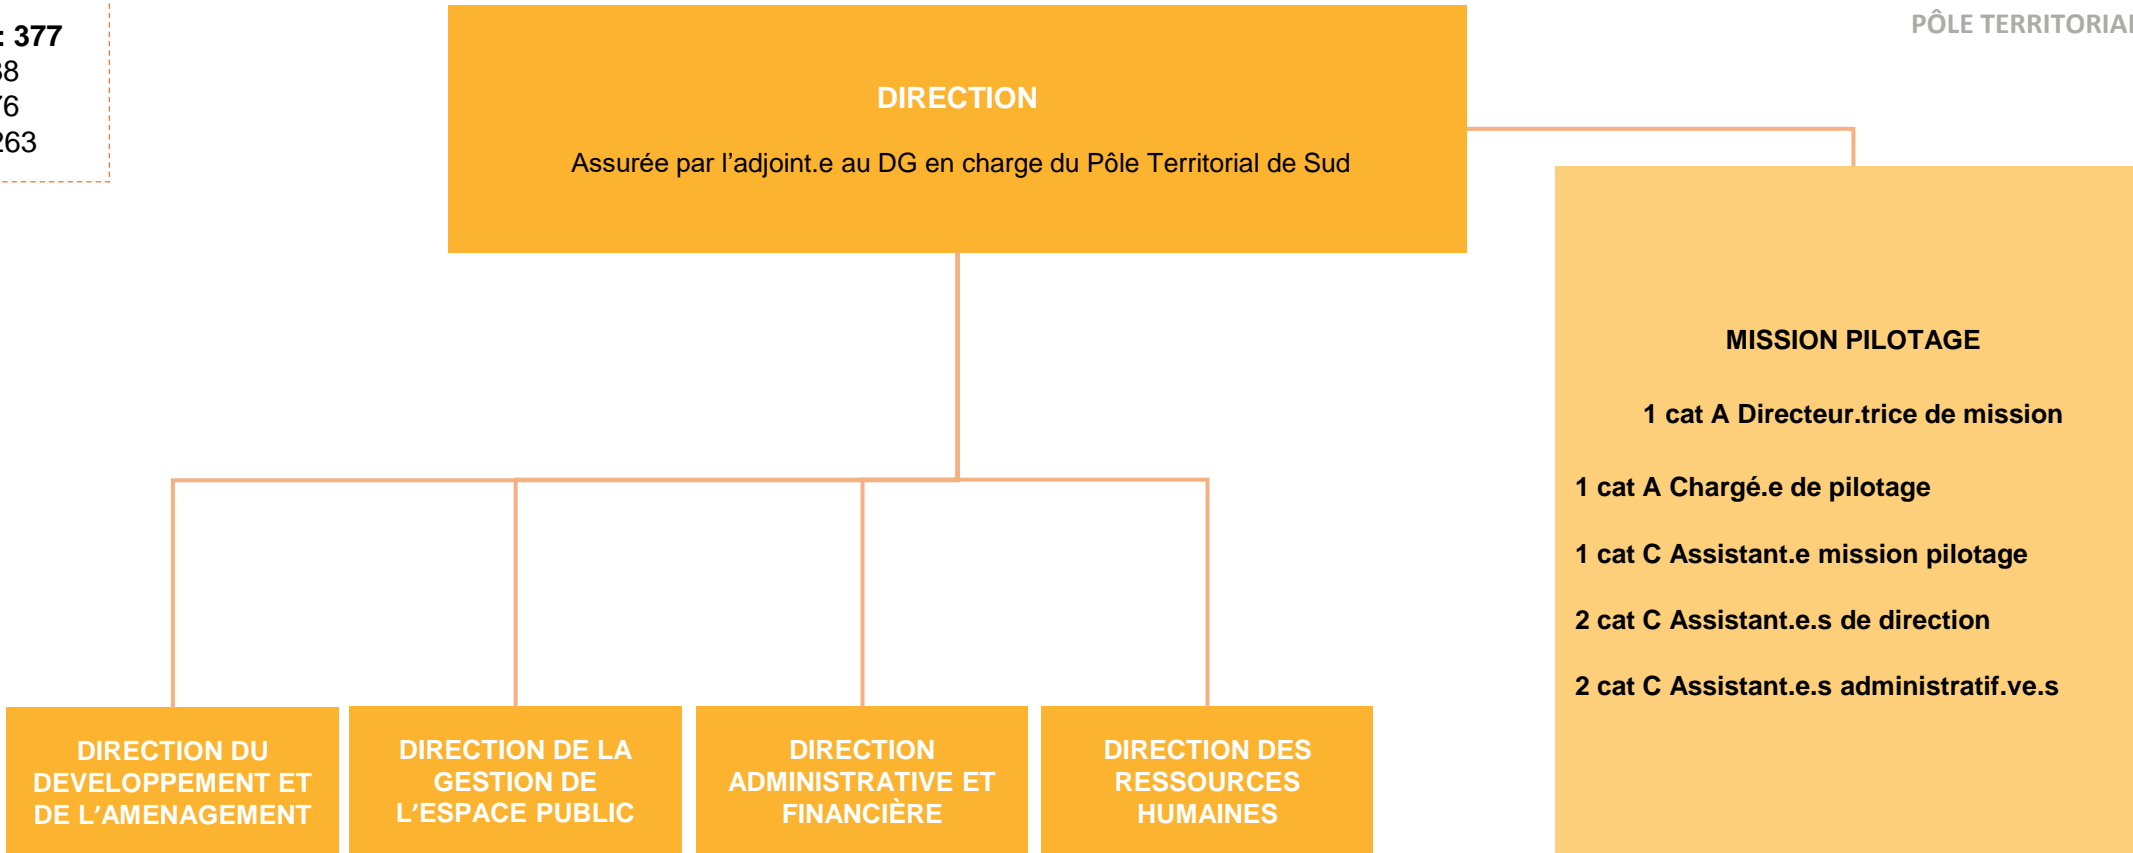 : 377
38
76
263
PÔLE TERRITORIAL
DIRECTION
Assurée par l’adjoint.e au DG en charge du Pôle Territorial de Sud
MISSION PILOTAGE
1 cat A Directeur.trice de mission
1 cat A Chargé.e de pilotage
1 cat C Assistant.e mission pilotage
2 cat C Assistant.e.s de direction
2 cat C Assistant.e.s administratif.ve.s
DIRECTION DU
DEVELOPPEMENT ET
DE L’AMENAGEMENT
DIRECTION DE LA
GESTION DE
L’ESPACE PUBLIC
DIRECTION
ADMINISTRATIVE ET
FINANCIÈRE
DIRECTION DES
RESSOURCES
HUMAINES